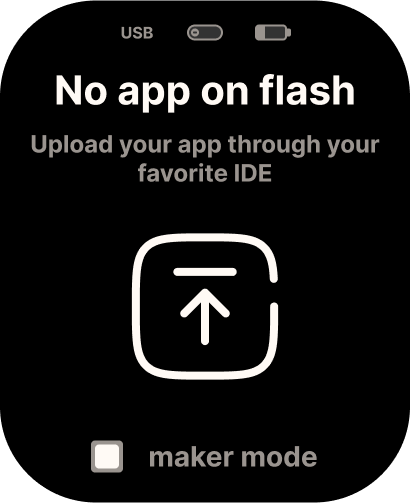 USB
No app on flash
Upload your app through your
favorite IDE
maker mode